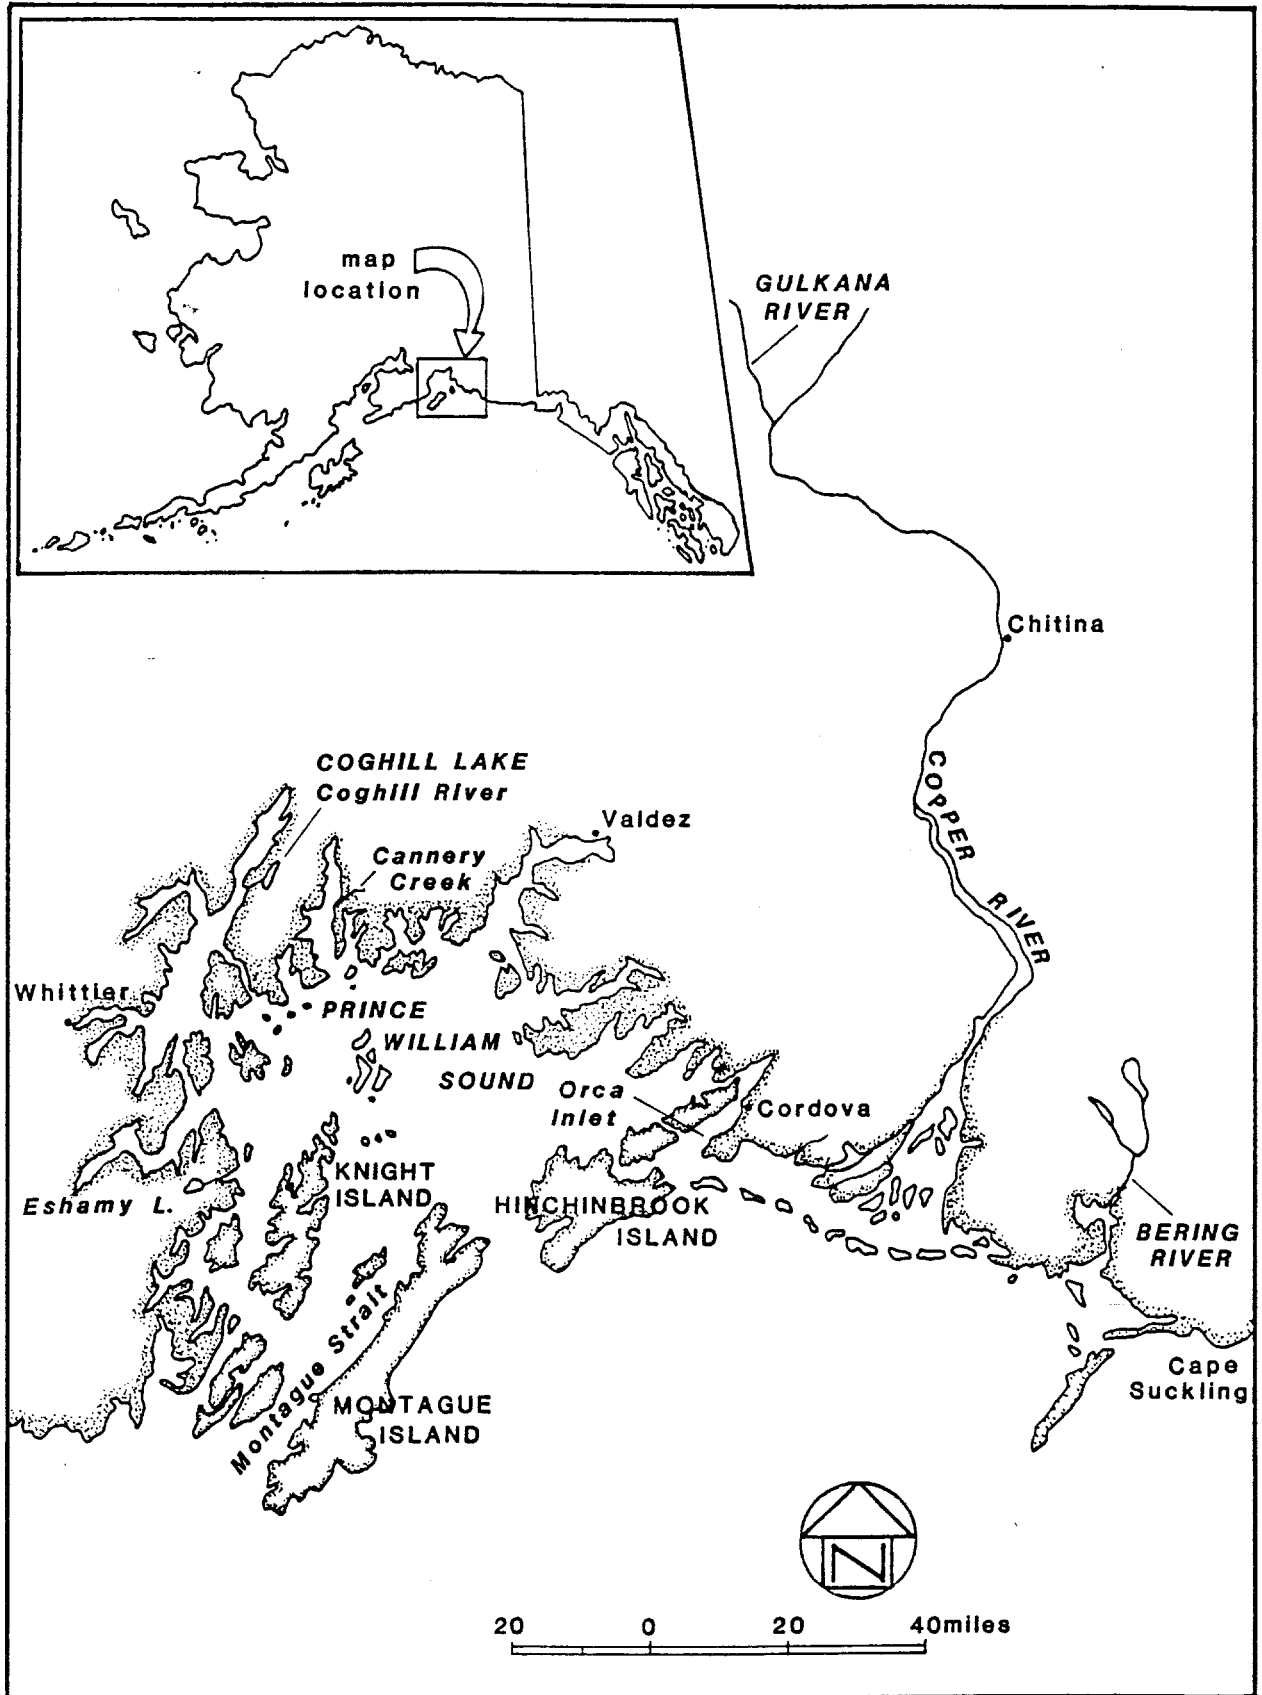 map
location
GULKANA
RIVER
Chitina
COPPER RIVER
COGHILL LAKE
Coghill River
Valdez
Cannery
Creek
Whittier
PRINCE
WILLIAM
SOUND
Orca
Inlet
Cordova
KNIGHT
ISLAND
Eshamy L.
HINCHINBROOK
ISLAND
BERING
RIVER
Montague Strait
Cape
Suckling
MONTAGUE
ISLAND
N
20 0 20 40miles